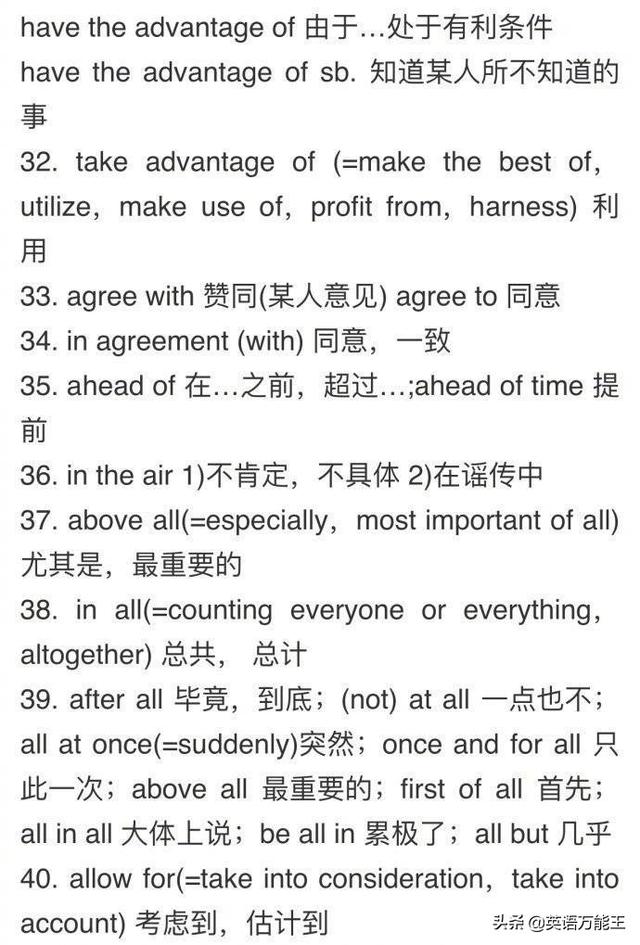 have the advantage of 由于…处于有利条件
have the advantage of sb. 知道某人所不知道的
事
32. take advantage of (=make the best of，
utilize，make use of，profit from，harness) 利
用
33. agree with 赞同(某人意见) agree to 同意
34. in agreement (with) 同意，一致
35. ahead of 在…之前，超过…;ahead of time 提
前
36. in the air 1)不肯定，不具体 2)在谣传中
37. above all(=especially，most important of all)
尤其是，最重要的
38. in all(=counting everyone or everything，
altogether) 总共， 总计
39. after all 毕竟，到底；(not) at all 一点也不；
all at once(=suddenly)突然；once and for all 只
此一次；above all 最重要的；first of all 首先；
all in all 大体上说；be all in 累极了；all but 几乎
40. allow for(=take into consideration，take into
account) 考虑到，估计到
头条 @英语万能王